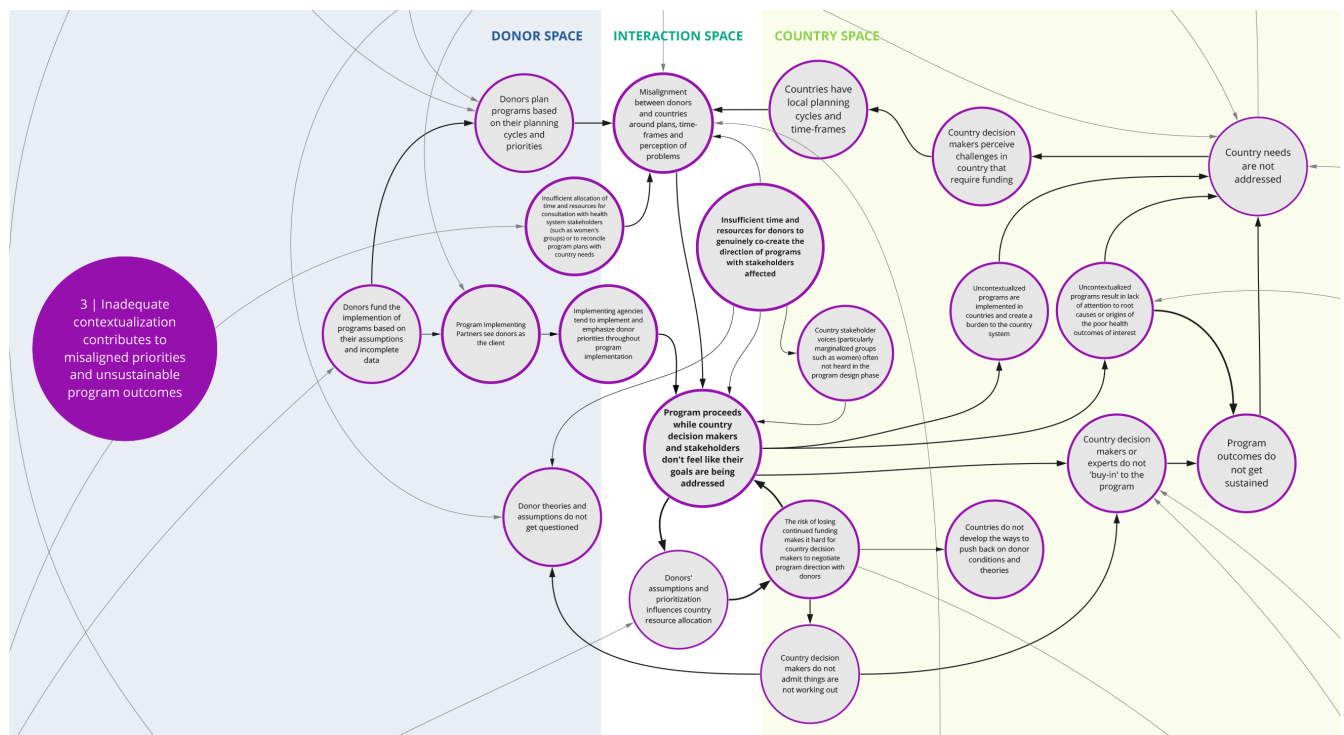 DONOR SPACE
INTERACTION SPACE
COUNTRY SPACE
3 | Inadequate
contextualization
contributes to
misaligned priorities
and unsustainable
program outcomes
Donors plan
programs based
on their planning
cycles and
priorities
Misalignment
between donors
and countries
around plans, time-
frames and
perception of
problems
Countries have
local planning
cycles and
time-frames
Country decision
makers perceive
challenges in
country that
require funding
Country needs
are not
addressed
Insufficient allocation of
time and resources for
consultation with health
system stakeholders
(such as women's
groups) or to reconcile
program plans with
country needs
Insufficient time and
resources for donors to
genuinely co-create the
direction of programs
with stakeholders
affected
Donors fund the
implemention of
programs based on
their assumptions
and incomplete
data
Program Implementing
Partners see donors as
the client
Implementing agencies
tend to implement and
emphasize donor
priorities throughout
program
implementation
Country stakeholder
voices (particularly
marginalized groups
such as women) often
not heard in the
program design phase
Uncontextualized
programs are
implemented in
countries and create a
burden to the country
system
Uncontextualized
programs result in lack
of attention to root
causes or origins of
the poor health
outcomes of interest
Program proceeds
while country
decision makers
and stakeholders
don't feel like their
goals are being
addressed
Country decision
makers or
experts do not
'buy-in' to the
program
Program
outcomes do
not get
sustained
Donor theories and
assumptions do not
get questioned
The risk of losing
continued funding
makes it hard for
country decision
makers to negotiate
program direction with
donors
Countries do not
develop the ways to
push back on donor
conditions and
theories
Donors'
assumptions and
prioritization
influences country
resource allocation
Country decision
makers do not
admit things are
not working out